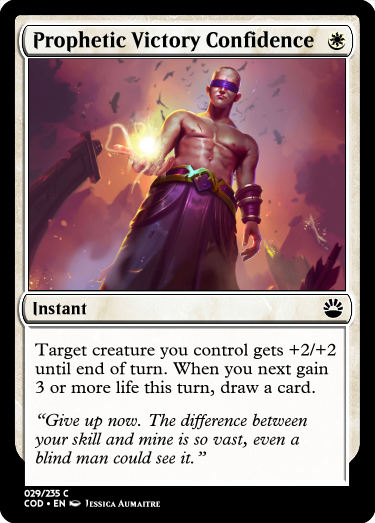 Prophetic Victory Confidence
Instant
Target creature you control gets +2/+2
until end of turn. When you next gain
3 or more life this turn, draw a card.
“Give up now. The difference between
your skill and mine is so vast, even a
blind man could see it.”
029/235 C
COD • EN Jessica Aumaitre